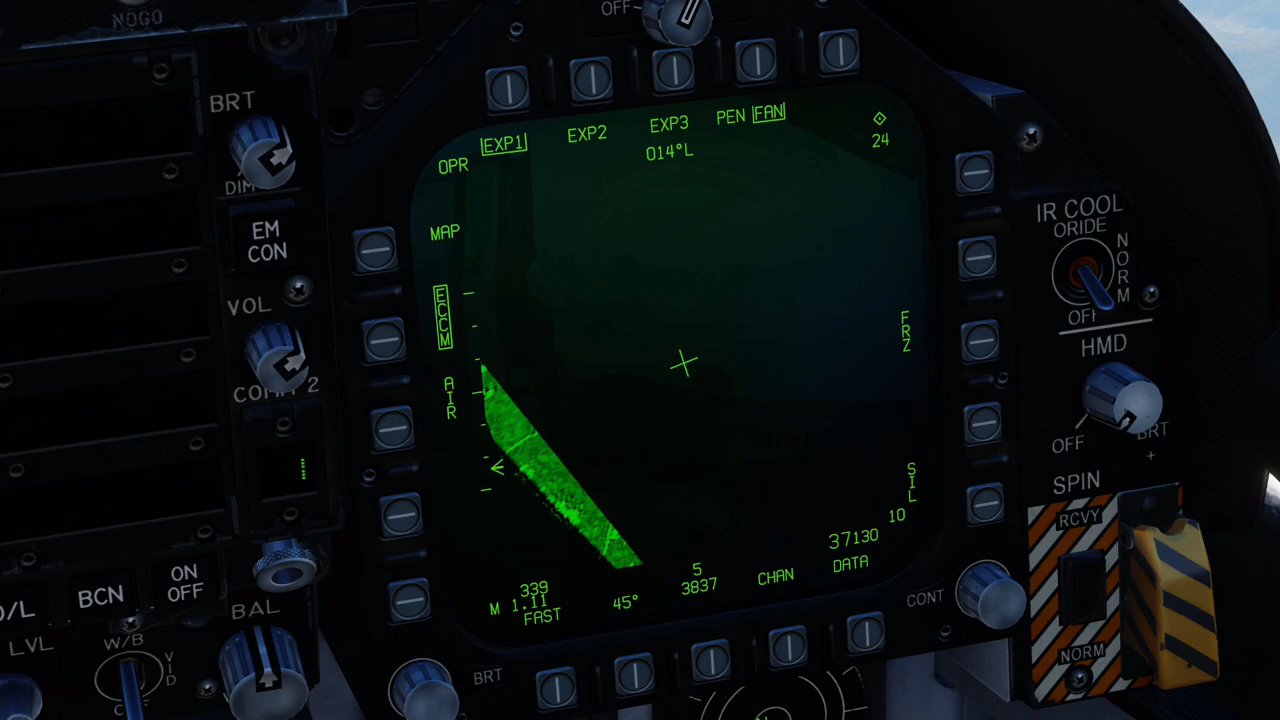 NOGO
OFF
BRT
DIM
EM
CON
VOL
COMM 2
D/L
BCN
ON
OFF
LVL
W/B
VID
BAL
OPR
EXP1
EXP2
EXP3
PEN FAN
014°L
24
MAP
ECCM
AIR
FRZ
SIL
10
37130
DATA
339
M 1.11
FAST
45°
5
3837
CHAN
BRT
CONT
IR COOL
ORIDE
NORM
OFF
HMD
OFF
BRT
+
SPIN
RCVY
NORM